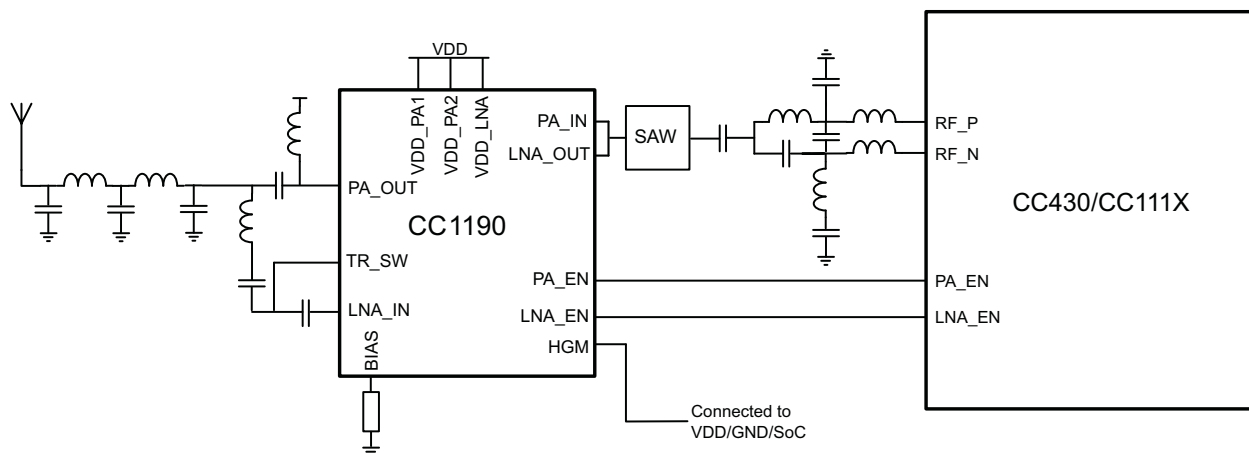 VDD
VDD_PA1
VDD_PA2
VDD_LNA
PA_IN
LNA_OUT
SAW
RF_P
RF_N
PA_OUT
CC1190
CC430/CC111X
TR_SW
LNA_IN
PA_EN
LNA_EN
HGM
BIAS
PA_EN
LNA_EN
Connected to
VDD/GND/SoC